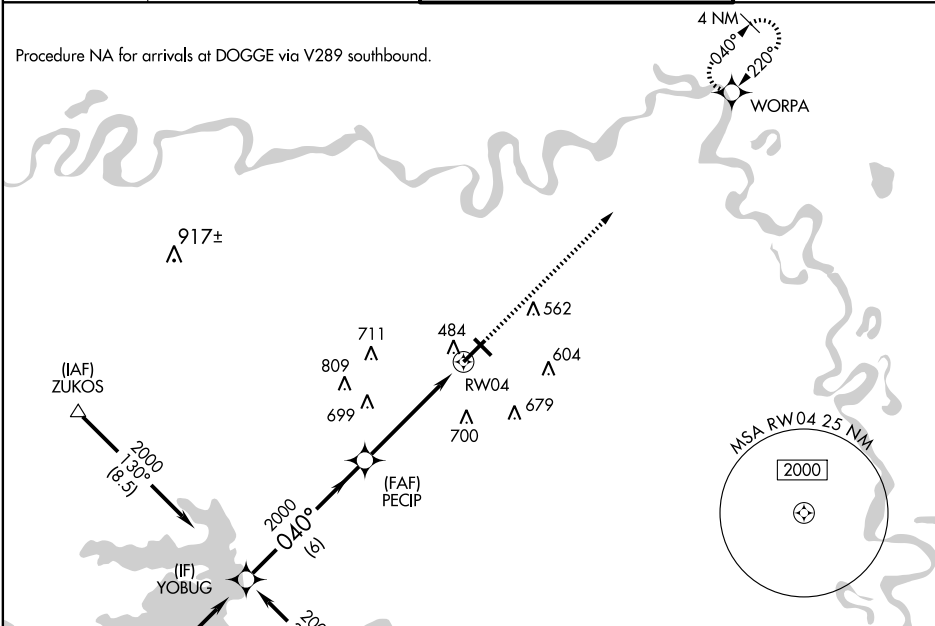 4 NM
040°
220°
WORPA
Procedure NA for arrivals at DOGGE via V289 southbound.
917±
562
711
484
809
604
(IAF)
ZUKOS
RW04
699
679
700
MSA RW04 25 NM
2000
130°
(8.5)
(FAF)
PECIP
2000
2000
040°
(6)
(IF)
YOBUG